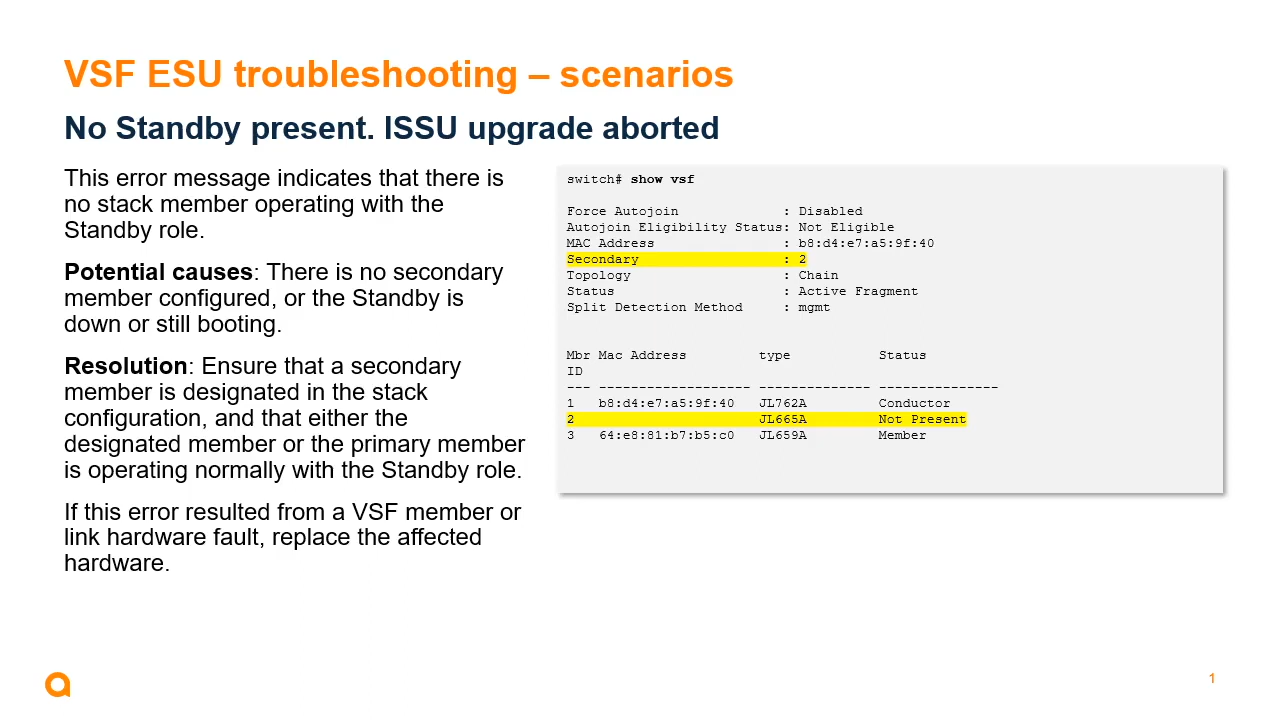 VSF ESU troubleshooting – scenarios
No Standby present. ISSU upgrade aborted
This error message indicates that there is
no stack member operating with the
Standby role.
Potential causes: There is no secondary
member configured, or the Standby is
down or still booting.
Resolution: Ensure that a secondary
member is designated in the stack
configuration, and that either the
designated member or the primary member
is operating normally with the Standby role.
If this error resulted from a VSF member or
link hardware fault, replace the affected
hardware.
switch# show vsf
Force Autojoin : Disabled
Autojoin Eligibility Status: Not Eligible
MAC Address : b8:d4:e7:a5:9f:40
Secondary : 2
Topology : Chain
Status : Active Fragment
Split Detection Method : mgmt
Mbr Mac Address type Status
ID
--- ------------------- -------------- ---------------
1 b8:d4:e7:a5:9f:40 JL762A Conductor
2 JL665A Not Present
3 64:e8:81:b7:b5:c0 JL659A Member
1